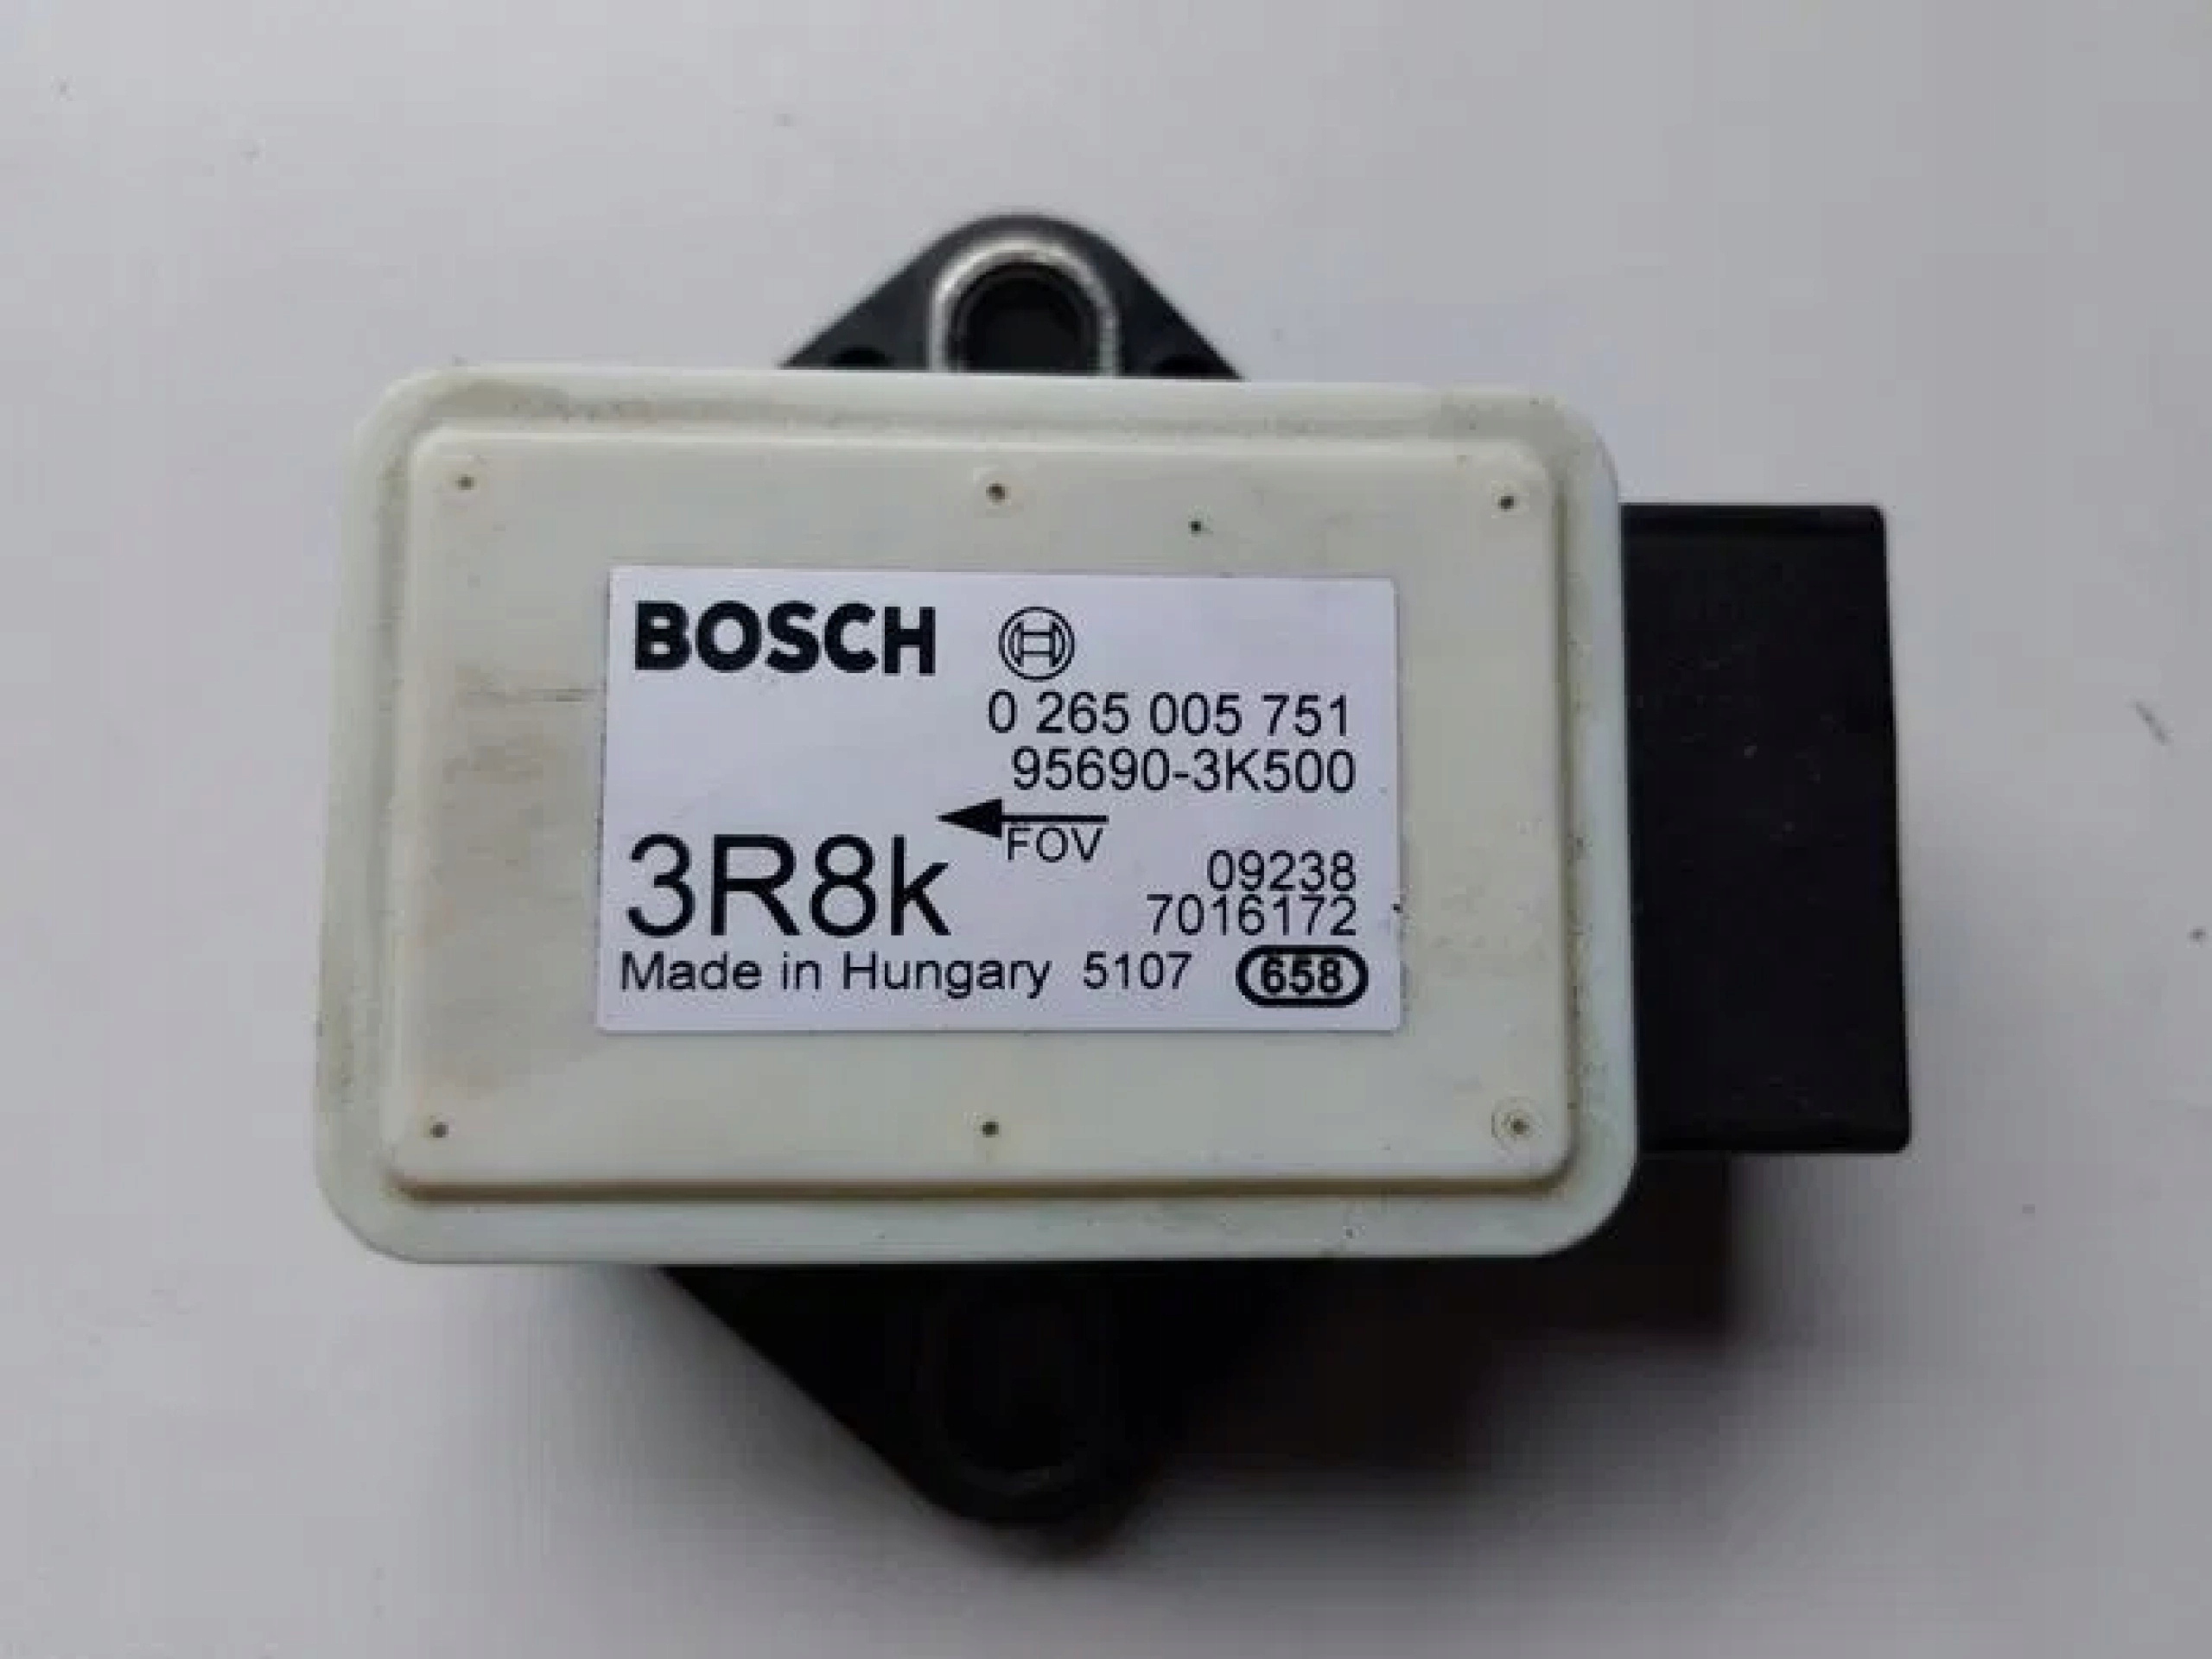 BOSCH
0 265 005 751
95690-3K500
FOV
3R8k
09238
7016172
Made in Hungary 5107 658